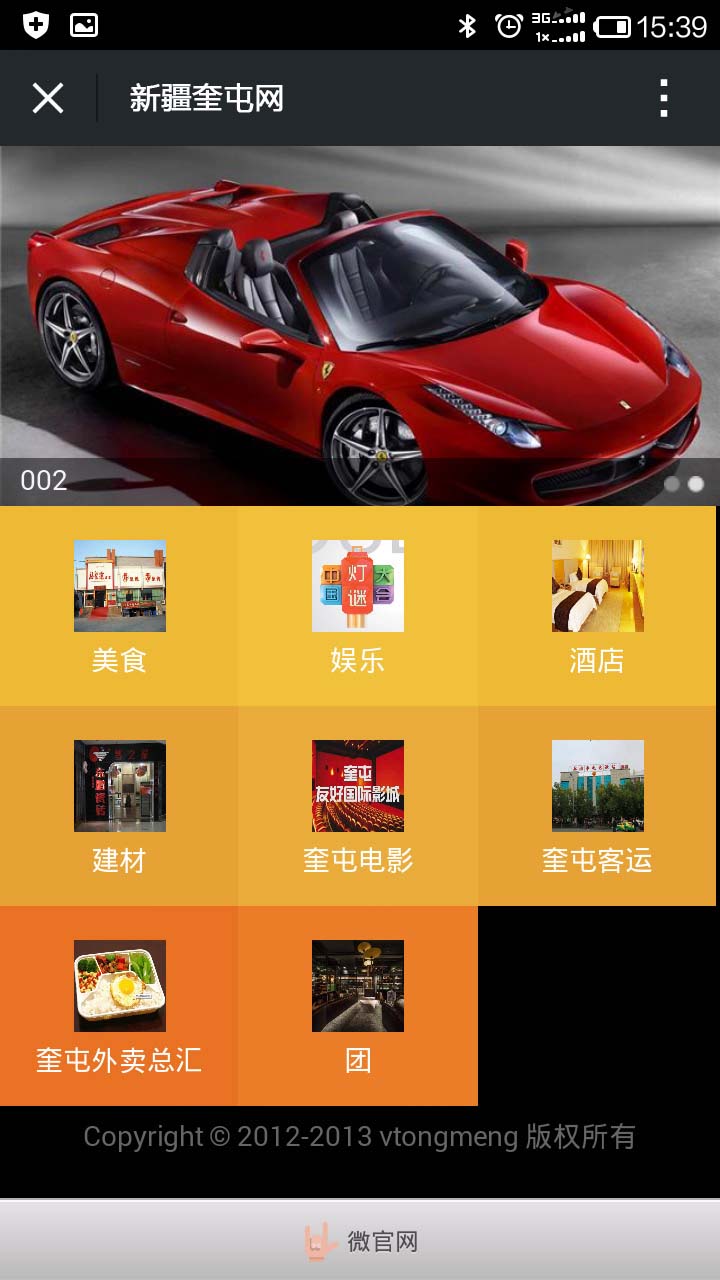 3G
1×
15:39
新疆奎屯网
002
中国
灯谜
大会
美食
娱乐
酒店
建材
奎屯
友好国际影城
奎屯电影
奎屯客运
奎屯外卖总汇
团
Copyright © 2012-2013 vtongmeng 版权所有
微官网